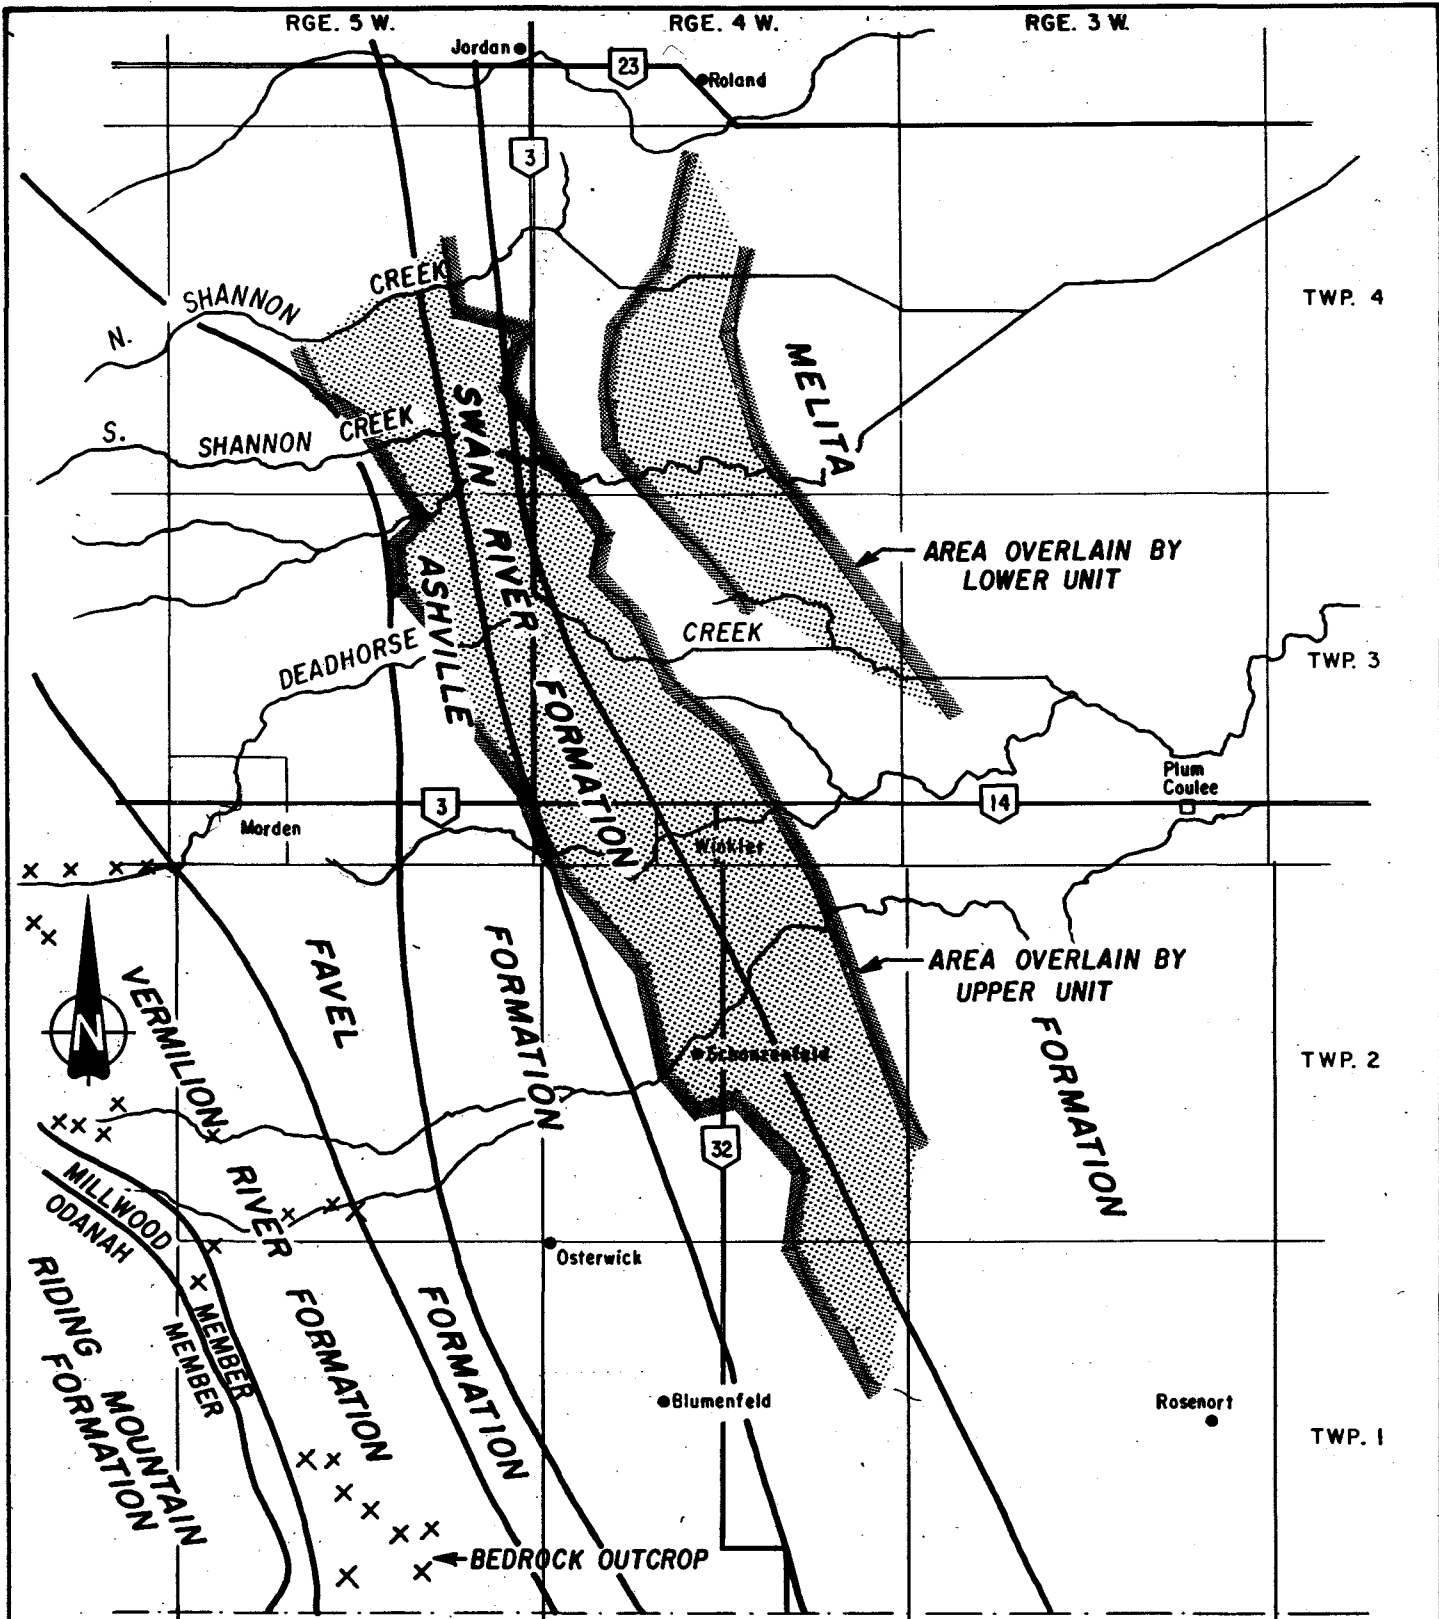 RGE. 5 W.
RGE. 4 W.
RGE. 3 W.
Jordan
23
Roland
3
TWP. 4
N. SHANNON CREEK
S. SHANNON CREEK
MELITA
SWAN RIVER FORMATION
AREA OVERLAIN BY
LOWER UNIT
ASHVILLE
DEADHORSE CREEK
TWP. 3
Plum
Coulee
3
14
Morden
Winkler
FAVEL
FORMATION
AREA OVERLAIN BY
UPPER UNIT
VERMILION RIVER FORMATION
N
Schanzenfeld
FORMATION
TWP. 2
32
MILLWOOD MEMBER
ODANAH MEMBER
Osterwick
RIDING MOUNTAIN
FORMATION
FORMATION
Blumenfeld
Rosenort
TWP. 1
BEDROCK OUTCROP